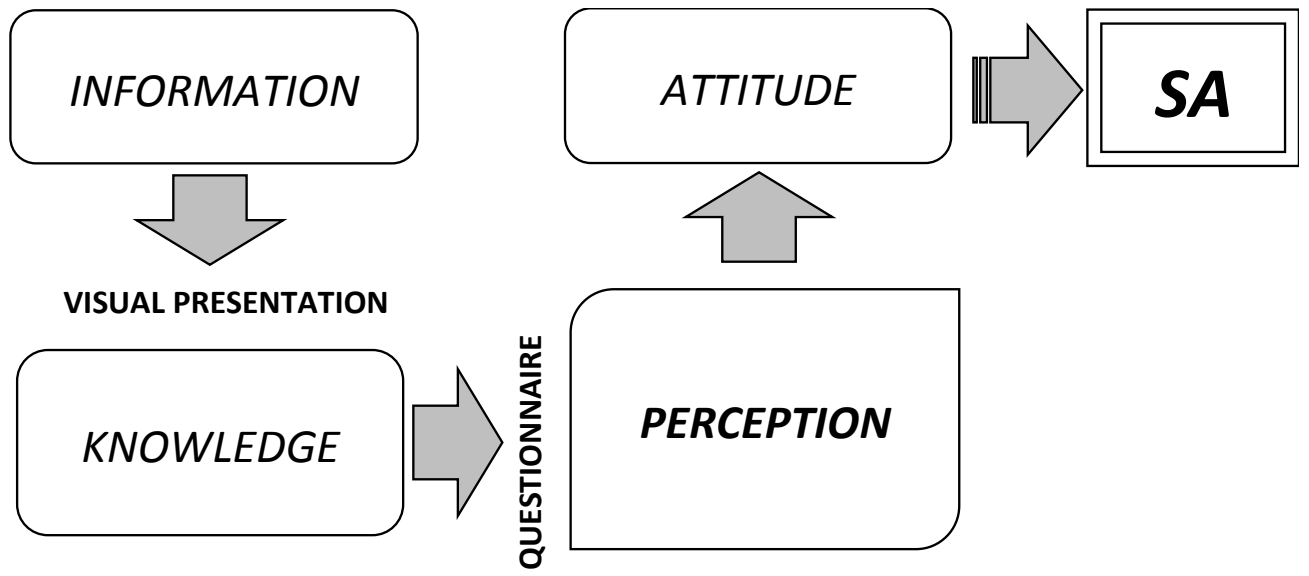 INFORMATION
VISUAL PRESENTATION
KNOWLEDGE
QUESTIONNAIRE
PERCEPTION
ATTITUDE
SA